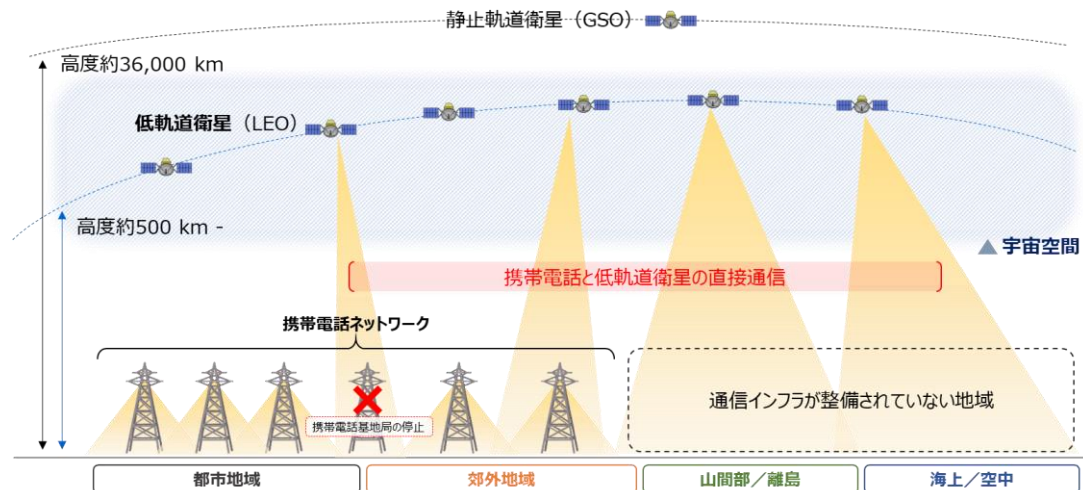 静止軌道衛星（GSO）
高度約36,000 km
低軌道衛星（LEO）
高度約500 km -
▲ 宇宙空間
携帯電話と低軌道衛星の直接通信
携帯電話ネットワーク
通信インフラが整備されていない地域
携帯電話基地局の停止
都市地域
郊外地域
山間部／離島
海上／空中